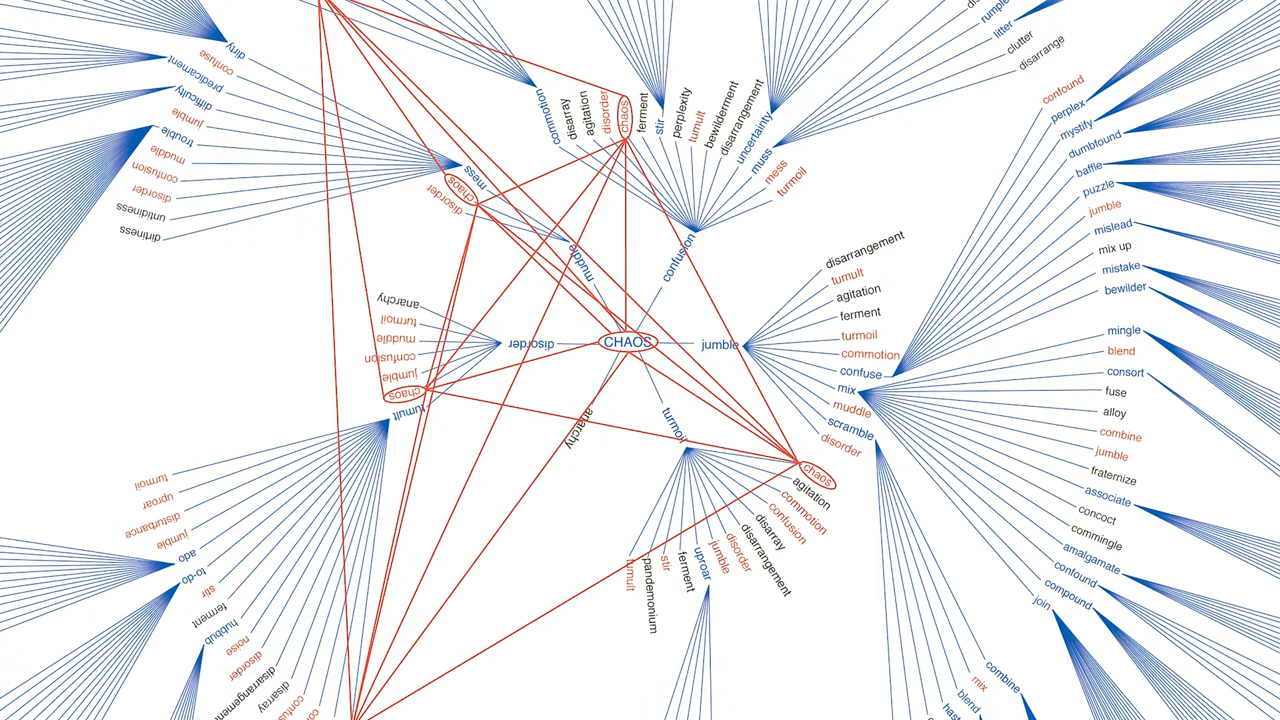 CHAOS
confusion
commotion
disarray
agitation
disorder
chaos
ferment
stir
perplexity
tumult
bewilderment
disarrangement
uncertainty
muss
mess
turmoil
rumple
litter
clutter
disarrange
jumble
disarrangement
tumult
agitation
ferment
turmoil
commotion
confuse
mix
muddle
scramble
disorder
confound
perplex
mystify
dumbfound
baffle
puzzle
jumble
mislead
mix up
mistake
bewilder
mingle
blend
consort
fuse
alloy
combine
jumble
fraternize
associate
concoct
commingle
amalgamate
confound
compound
join
combine
mix
blend
turmoil
chaos
agitation
commotion
confusion
disarray
disarrangement
disorder
jumble
uproar
ferment
stir
pandemonium
tumult
anarchy
disorder
anarchy
turmoil
muddle
confusion
jumble
chaos
tumult
turmoil
uproar
disturbance
jumble
ado
to-do
stir
ferment
hubbub
noise
disorder
disarrangement
disarray
muddle
mess
chaos
disorder
dirty
confuse
predicament
difficulty
jumble
trouble
muddle
confusion
disorder
untidiness
dirtiness